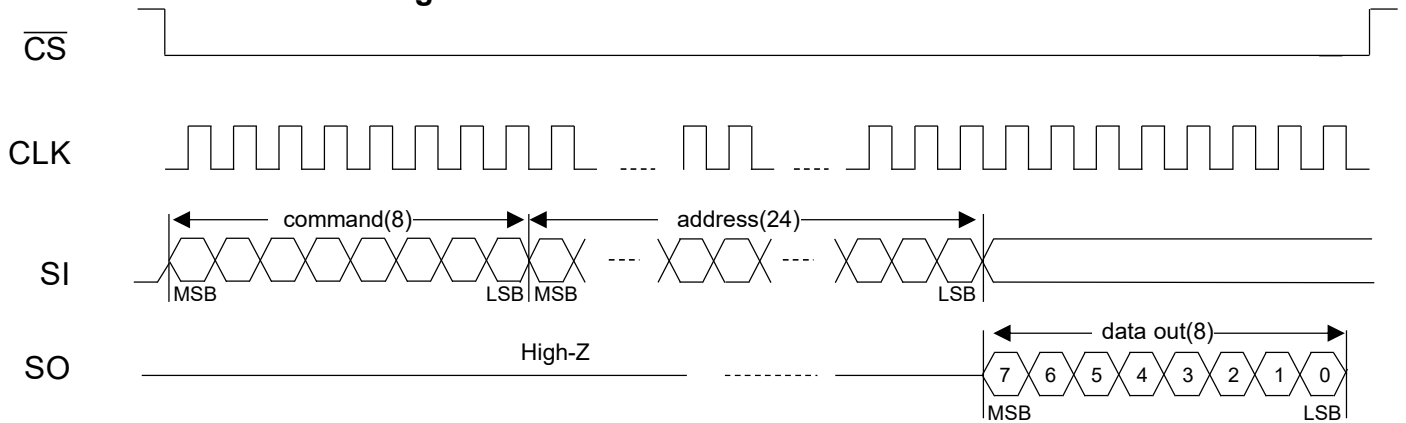 CS
CLK
command(8) address(24)
SI
MSB LSB MSB LSB
data out(8)
High-Z
SO
7 6 5 4 3 2 1 0
MSB LSB